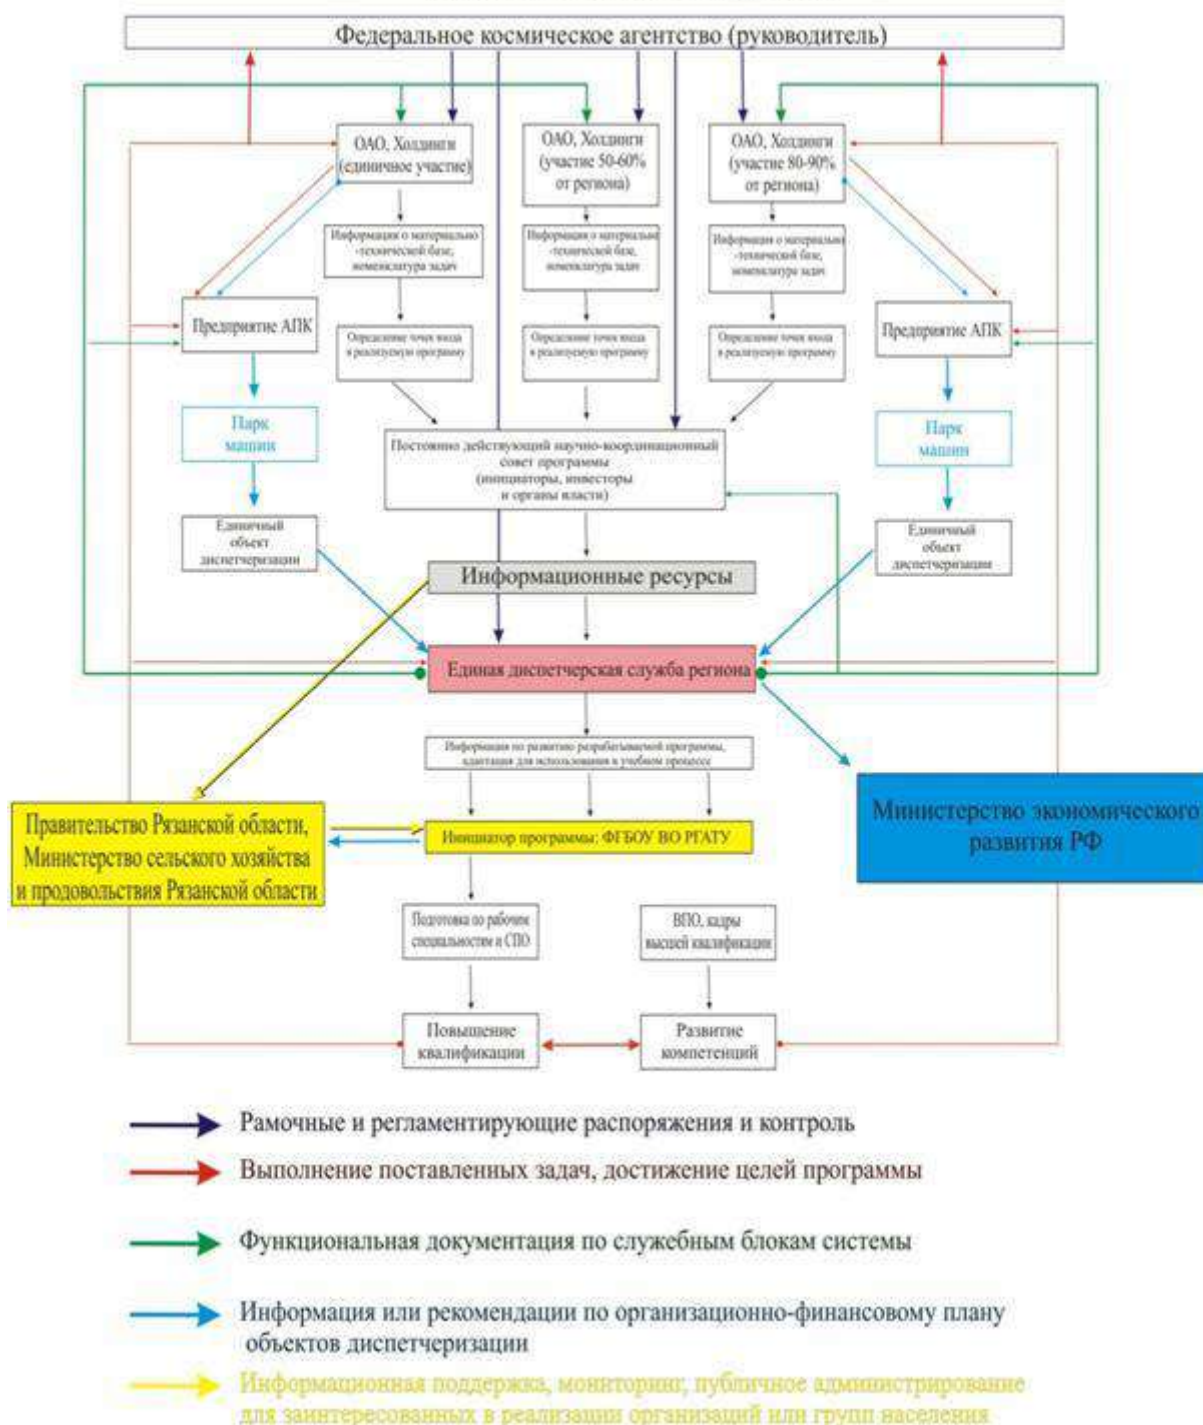 Федеральное космическое агентство (руководитель)
ОАО, Холдинги
(единичное участие)
ОАО, Холдинги
(участие 50-60%
от региона)
ОАО, Холдинги
(участие 80-90%
от региона)
Информация о материально
-технической базе,
номенклатура задач
Информация о материально
-технической базе,
номенклатура задач
Информация о материально
-технической базе,
номенклатура задач
Предприятие АПК
Определение точек входа
в реализуемую программу
Определение точек входа
в реализуемую программу
Определение точек входа
в реализуемую программу
Предприятие АПК
Парк
машин
Постоянно действующий научно-координационный
совет программы
(инициаторы, инвесторы
и органы власти)
Парк
машин
Единичный
объект
диспетчеризации
Единичный
объект
диспетчеризации
Информационные ресурсы
Единая диспетчерская служба региона
Информация по развитию разрабатываемой программы,
адаптация для использования в учебном процессе
Правительство Рязанской области,
Министерство сельского хозяйства
и продовольствия Рязанской области
Инициатор программы: ФГБОУ ВО РГАТУ
Министерство экономического
развития РФ
Подготовка по рабочим
специальностям и СПО
ВПО, кадры
высшей квалификации
Повышение
квалификации
Развитие
компетенций
Рамочные и регламентирующие распоряжения и контроль
Выполнение поставленных задач, достижение целей программы
Функциональная документация по служебным блокам системы
Информация или рекомендации по организационно-финансовому плану
объектов диспетчеризации
Информационная поддержка, мониторинг, публичное администрирование
для заинтересованных в реализации организаций или групп населения